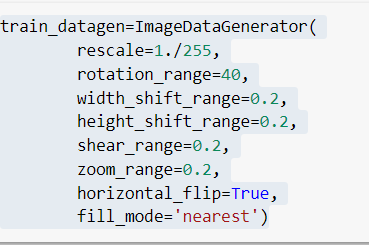 train_datagen=ImageDataGenerator(
        rescale=1./255,
        rotation_range=40,
        width_shift_range=0.2,
        height_shift_range=0.2,
        shear_range=0.2,
        zoom_range=0.2,
        horizontal_flip=True,
        fill_mode='nearest')